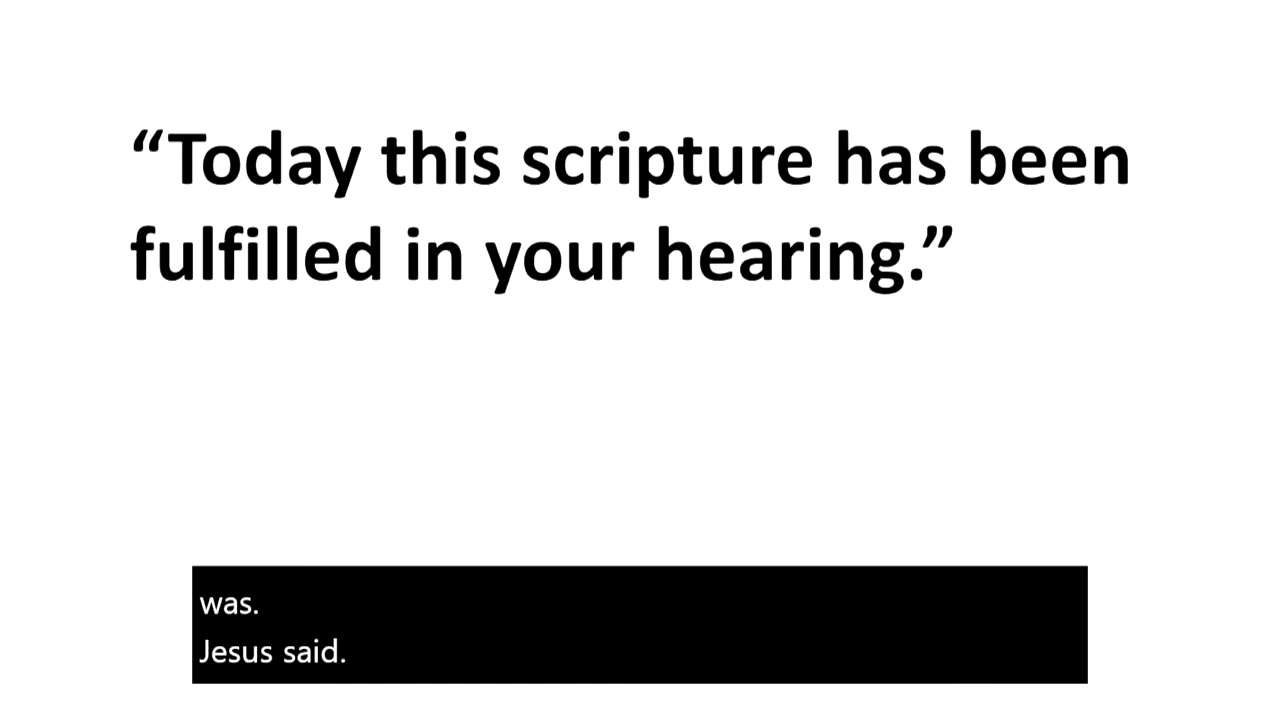 “Today this scripture has been
fulfilled in your hearing.”
was.
Jesus said.